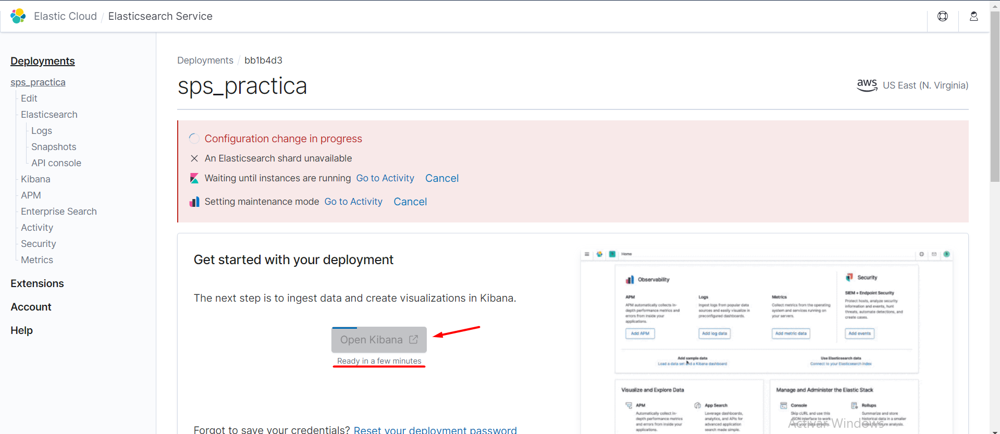 Elastic Cloud / Elasticsearch Service
Deployments
sps_practica
Edit
Elasticsearch
Logs
Snapshots
API console
Kibana
APM
Enterprise Search
Activity
Security
Metrics
Extensions
Account
Help
Deployments / bb1b4d3
sps_practica
aws US East (N. Virginia)
Configuration change in progress
An Elasticsearch shard unavailable
Waiting until instances are running Go to Activity Cancel
Setting maintenance mode Go to Activity Cancel
Get started with your deployment
The next step is to ingest data and create visualizations in Kibana.
Open Kibana
Ready in a few minutes
Forgot to save your credentials? Reset your deployment password
Home
Observability
APM
APM automatically collects in-
depth performance metrics and
errors from inside your
applications.
Add APM
Logs
Ingest logs from popular data
sources and easily visualize in
preconfigured dashboards.
Add log data
Metrics
Collect metrics from the operating
system and services running on
your servers.
Add metric data
Security
SIEM + Endpoint Security
Protect hosts, analyze security
information and events, hunt
threats, automate detections, and
create cases.
Add events
Add sample data
Load a data set and a Kibana dashboard
Use Elasticsearch data
Connect to your Elasticsearch index
Visualize and Explore Data
APM
Automatically collect in-
depth performance metrics
and errors from inside your
applications.
App Search
Leverage dashboards,
analytics, and APIs for
advanced application
search made simple.
Manage and Administer the Elastic Stack
Console
Skip cURL and use this
JSON interface to work
with your data directly.
Rollups
Summarize and store
historical data in a smaller
index for future analysis.
Activar Windows